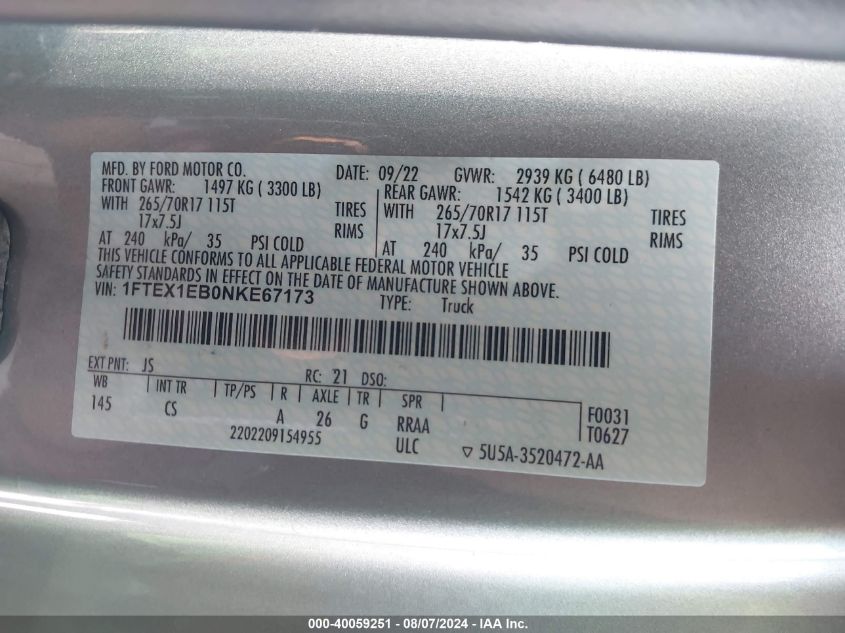 MFD. BY FORD MOTOR CO. DATE: 09/22 GVWR: 2939 KG ( 6480 LB)
FRONT GAWR: 1497 KG ( 3300 LB) REAR GAWR: 1542 KG ( 3400 LB)
WITH 265/70R17 115T TIRES WITH 265/70R17 115T TIRES
17x7.5J RIMS 17x7.5J RIMS
AT 240 kPa/ 35 PSI COLD AT 240 kPa/ 35 PSI COLD
THIS VEHICLE CONFORMS TO ALL APPLICABLE FEDERAL MOTOR VEHICLE
SAFETY STANDARDS IN EFFECT ON THE DATE OF MANUFACTURE SHOWN ABOVE.
VIN: 1FTEX1EB0NKE67173 TYPE: Truck
EXT PNT: JS RC: 21 DSO:
WB INT TR TP/PS R AXLE TR SPR
145 CS A 26 G RRAA F0031
2202209154955 ULC T0627
▽ 5U5A-3520472-AA
000-40059251 - 08/07/2024 - IAA Inc.